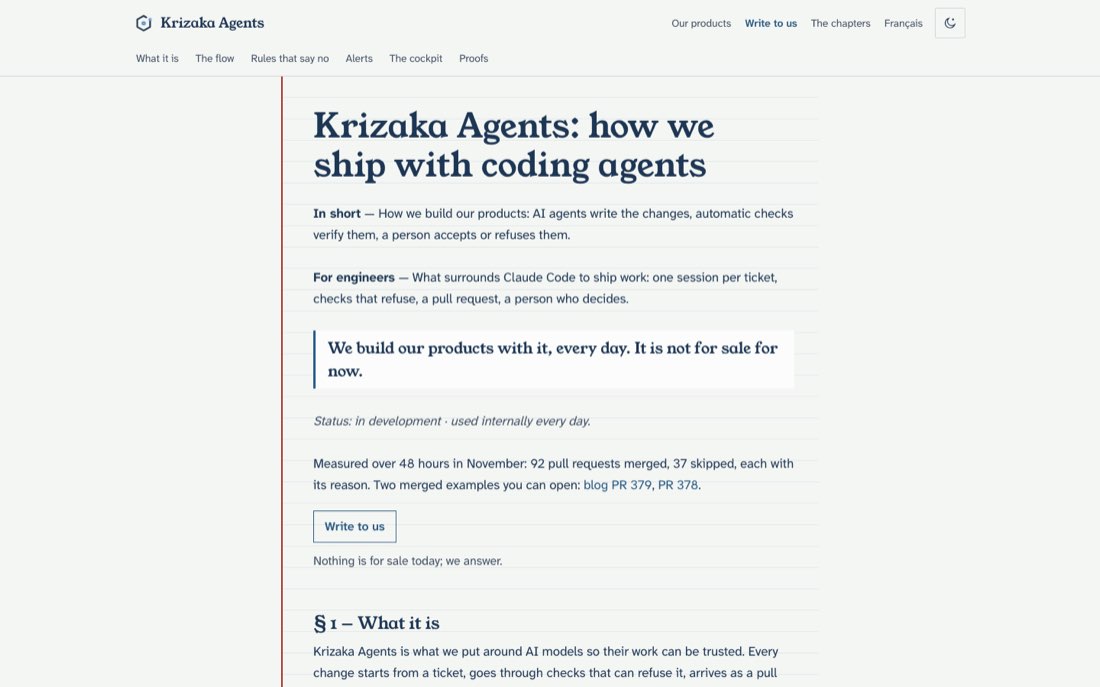 Krizaka Agents
Our products
Write to us
The chapters
Français
What it is
The flow
Rules that say no
Alerts
The cockpit
Proofs
Krizaka Agents: how we
ship with coding agents
In short — How we build our products: AI agents write the changes, automatic checks
verify them, a person accepts or refuses them.
For engineers — What surrounds Claude Code to ship work: one session per ticket,
checks that refuse, a pull request, a person who decides.
We build our products with it, every day. It is not for sale for
now.
Status: in development · used internally every day.
Measured over 48 hours in November: 92 pull requests merged, 37 skipped, each with
its reason. Two merged examples you can open: blog PR 379, PR 378.
Write to us
Nothing is for sale today; we answer.
§ 1 — What it is
Krizaka Agents is what we put around AI models so their work can be trusted. Every
change starts from a ticket, goes through checks that can refuse it, arrives as a pull